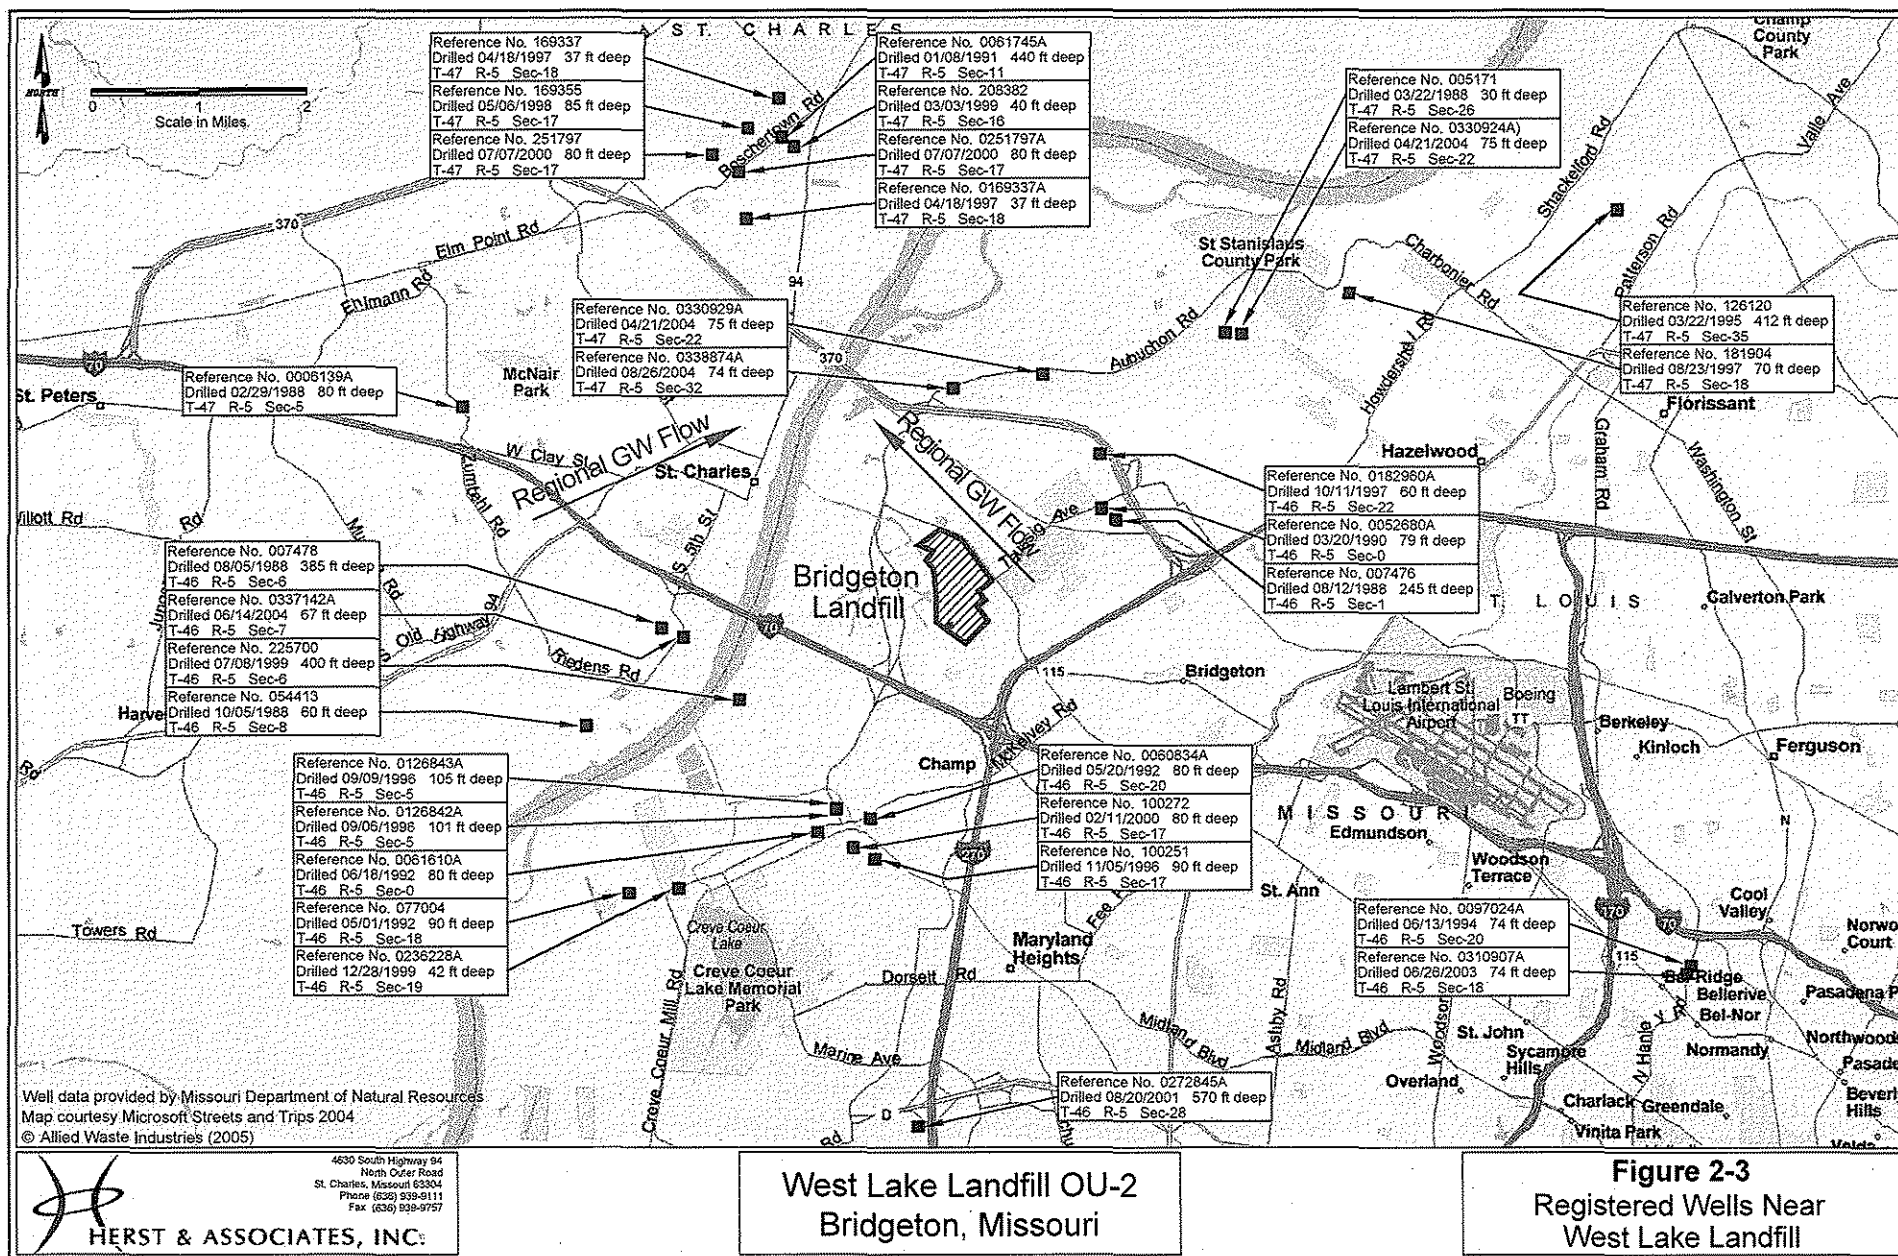 A ST. CHARLES
Champ
County
Park
NORTH
0 1 2
Scale in Miles
Reference No. 169337
Drilled 04/18/1997 37 ft deep
T-47 R-5 Sec-18
Reference No. 169355
Drilled 05/06/1998 85 ft deep
T-47 R-5 Sec-17
Reference No. 251797
Drilled 07/07/2000 80 ft deep
T-47 R-5 Sec-17
Reference No. 0061745A
Drilled 01/08/1991 440 ft deep
T-47 R-5 Sec-11
Reference No. 208382
Drilled 03/03/1999 40 ft deep
T-47 R-5 Sec-16
Reference No. 0251797A
Drilled 07/07/2000 80 ft deep
T-47 R-5 Sec-17
Reference No. 0169337A
Drilled 04/18/1997 37 ft deep
T-47 R-5 Sec-18
Reference No. 005171
Drilled 03/22/1988 30 ft deep
T-47 R-5 Sec-26
Reference No. 0330924A)
Drilled 04/21/2004 75 ft deep
T-47 R-5 Sec-22
Boschertown Rd
Shackelford Rd
Valle Ave
Patterson Rd
370
Elm Point Rd
Ehlmann Rd
94
St Stanislaus
County Park
Charbonier Rd
Aubuchon Rd
Howdershel Rd
Reference No. 0330929A
Drilled 04/21/2004 75 ft deep
T-47 R-5 Sec-22
Reference No. 0338874A
Drilled 08/26/2004 74 ft deep
T-47 R-5 Sec-32
Reference No. 126120
Drilled 03/22/1995 412 ft deep
T-47 R-5 Sec-35
Reference No. 181904
Drilled 08/23/1997 70 ft deep
T-47 R-5 Sec-18
70
370
McNair
Park
St. Peters
Reference No. 0006139A
Drilled 02/29/1988 80 ft deep
T-47 R-5 Sec-5
Florissant
Graham Rd
Washington St
Hazelwood
W Clay St
Regional GW Flow
Regional GW Flow
St. Charles
Zumbehl Rd
Willott Rd
Rd
S 5th St
Reference No. 0182960A
Drilled 10/11/1997 60 ft deep
T-46 R-5 Sec-22
Reference No. 0052680A
Drilled 03/20/1990 79 ft deep
T-46 R-5 Sec-0
Reference No. 007476
Drilled 08/12/1988 245 ft deep
T-46 R-5 Sec-1
Reference No. 007478
Drilled 08/05/1988 385 ft deep
T-46 R-5 Sec-6
Reference No. 0337142A
Drilled 06/14/2004 67 ft deep
T-46 R-5 Sec-7
Reference No. 225700
Drilled 07/08/1999 400 ft deep
T-46 R-5 Sec-6
Reference No. 054413
Drilled 10/05/1988 60 ft deep
T-46 R-5 Sec-8
Rd
Old Highway 94
Friedens Rd
70
Bridgeton
Landfill
Ave
T. LOUIS
Calverton Park
115
Bridgeton
Lambert St.
Louis International
Airport
Boeing
TT
Berkeley
Kinloch
Ferguson
Harve
Rd
McKelvey Rd
Champ
Reference No. 0126843A
Drilled 09/09/1996 105 ft deep
T-46 R-5 Sec-5
Reference No. 0126842A
Drilled 09/06/1996 101 ft deep
T-46 R-5 Sec-5
Reference No. 0061610A
Drilled 06/18/1992 80 ft deep
T-46 R-5 Sec-0
Reference No. 077004
Drilled 05/01/1992 90 ft deep
T-46 R-5 Sec-18
Reference No. 0236228A
Drilled 12/28/1999 42 ft deep
T-46 R-5 Sec-19
Reference No. 0060834A
Drilled 05/20/1992 80 ft deep
T-46 R-5 Sec-20
Reference No. 100272
Drilled 02/11/2000 80 ft deep
T-46 R-5 Sec-17
Reference No. 100251
Drilled 11/05/1996 90 ft deep
T-46 R-5 Sec-17
MISSOURI
Edmundson
N
Woodson
Terrace
270
St. Ann
Fee
Cool
Valley
170
70
Norwo
Court
Towers Rd
Creve Coeur
Lake
Creve Coeur
Lake Memorial
Park
Maryland
Heights
Dorsett Rd
Reference No. 0097024A
Drilled 06/13/1994 74 ft deep
T-46 R-5 Sec-20
Reference No. 0310907A
Drilled 06/26/2003 74 ft deep
T-46 R-5 Sec-18
115
Bel-Ridge
Bellerive
Bel-Nor
Pasadena P
Creve Coeur Mill Rd
Ashby Rd
Woodson
Midland Blvd
Midland Blvd
St. John
N Hanley Rd
Normandy
Northwoods
Marine Ave
Sycamore
Hills
Pasade
Overland
Beverl
Hills
Reference No. 0272845A
Drilled 08/20/2001 570 ft deep
T-46 R-5 Sec-28
D
Rd
Charlack
Greendale
Vinita Park
Velda
Well data provided by Missouri Department of Natural Resources
Map courtesy Microsoft Streets and Trips 2004
© Allied Waste Industries (2005)
4630 South Highway 94
North Outer Road
St. Charles, Missouri 63304
Phone (636) 939-9111
Fax (636) 939-9757
HERST & ASSOCIATES, INC.
West Lake Landfill OU-2
Bridgeton, Missouri
Figure 2-3
Registered Wells Near
West Lake Landfill